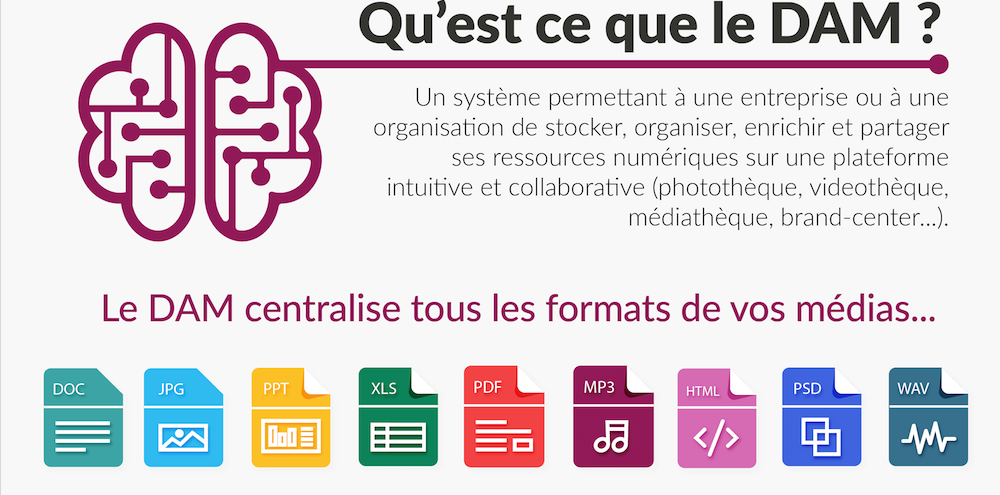 Qu’est ce que le DAM ?
Un système permettant à une entreprise ou à une
organisation de stocker, organiser, enrichir et partager
ses ressources numériques sur une plateforme
intuitive et collaborative (photothèque, videothèque,
médiathèque, brand-center...).
Le DAM centralise tous les formats de vos médias...
DOC JPG PPT XLS PDF MP3 HTML PSD WAV